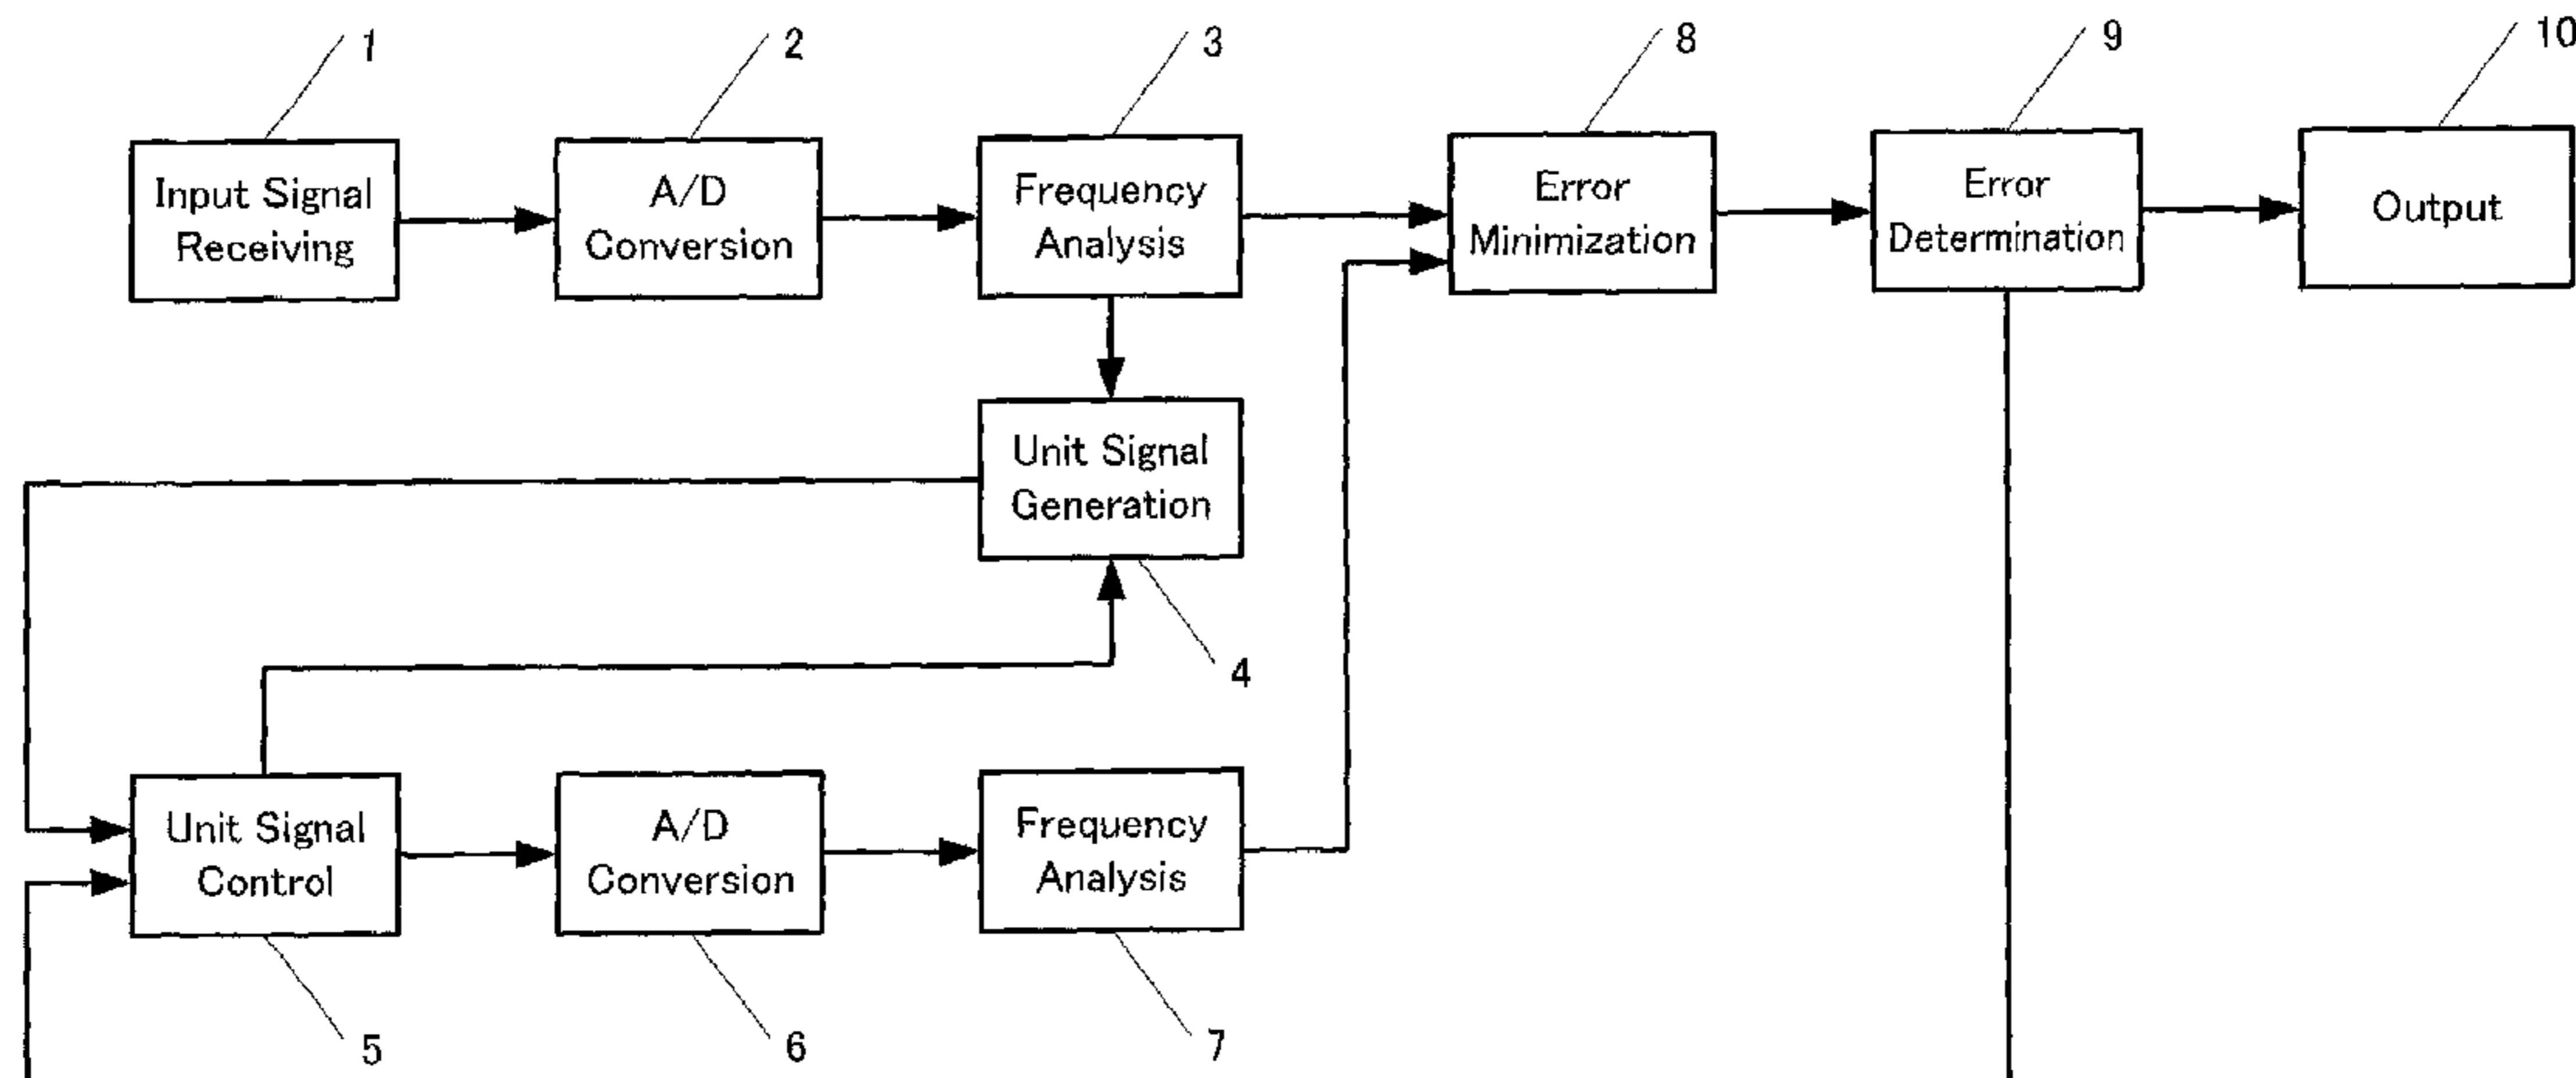 1
2
3
8
9
10
Input Signal
Receiving
A/D
Conversion
Frequency
Analysis
Error
Minimization
Error
Determination
Output
Unit Signal
Generation
4
Unit Signal
Control
A/D
Conversion
Frequency
Analysis
5
6
7